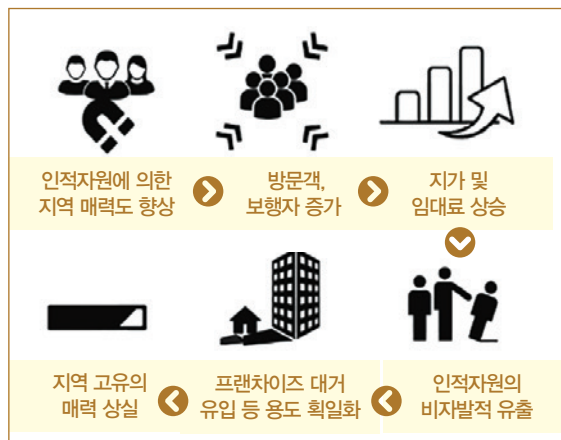 인적자원에 의한
지역 매력도 향상
방문객,
보행자 증가
지가 및
임대료 상승
인적자원의
비자발적 유출
프랜차이즈 대거
유입 등 용도 획일화
지역 고유의
매력 상실